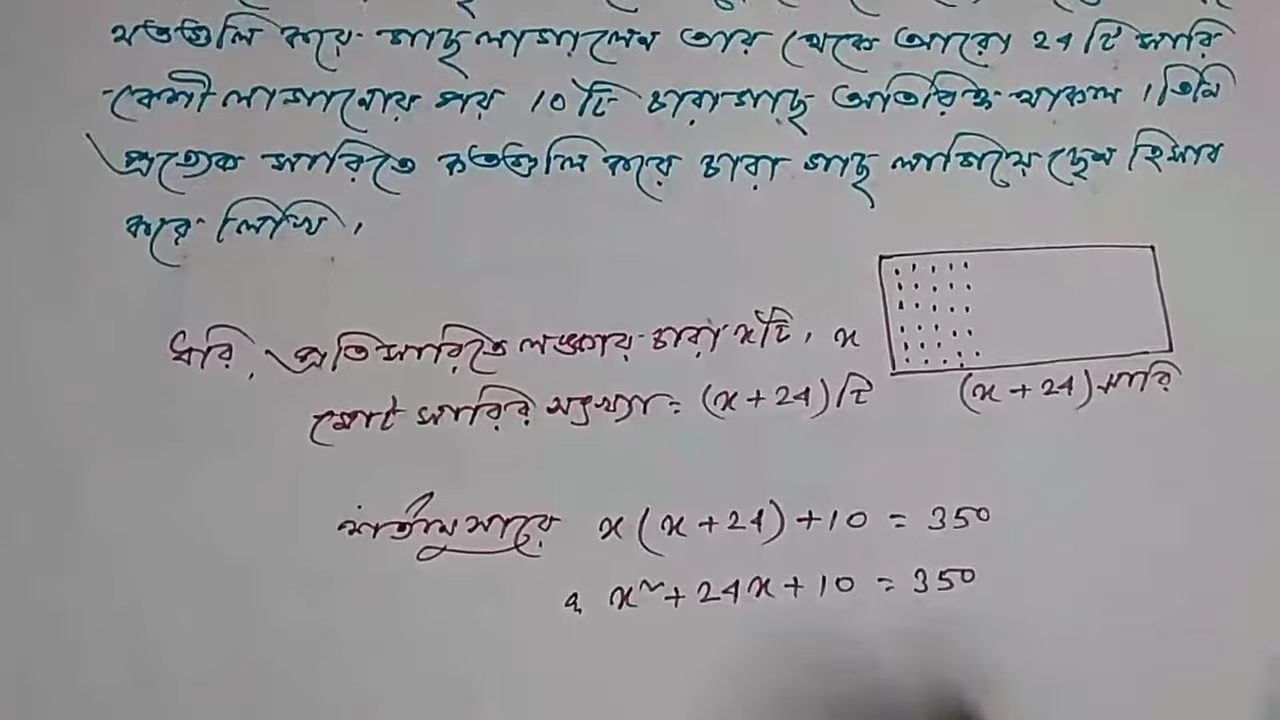 যতগুলি করে গাছ লাগালেন তার থেকে আরো 24 টি সারি
বেশী লাগানোর পর 10 টি চারাগাছ অতিরিক্ত থাকল । তিনি
প্রত্যেক সারিতে কতগুলি করে চারা গাছ লাগিয়েছেন হিসাব
করে লিখি ।
ধরি, প্রতিসারিতে লাগায় চারা x টি, x
মোট সারির সংখ্যা = (x + 24) টি (x + 24) সারি
শর্তানুসারে x (x + 24) + 10 = 350
বা, x² + 24x + 10 = 350